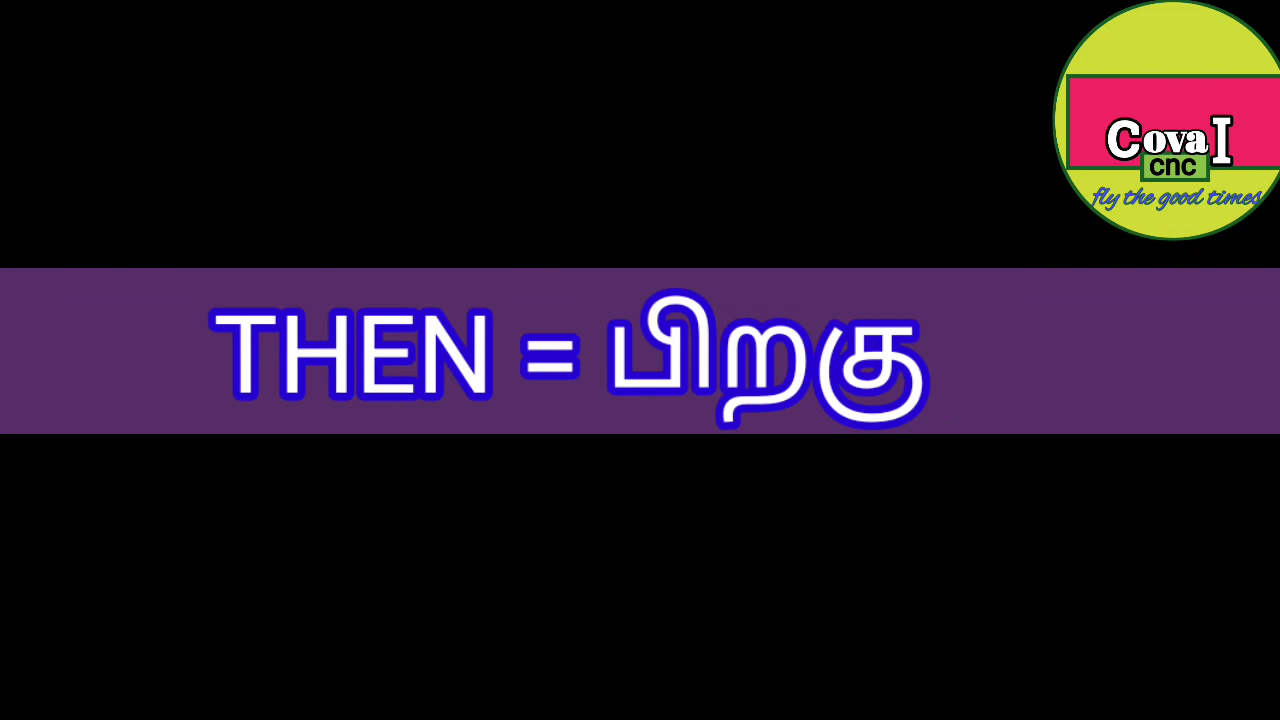 CovaI
cnc
fly the good times
THEN = பிறகு